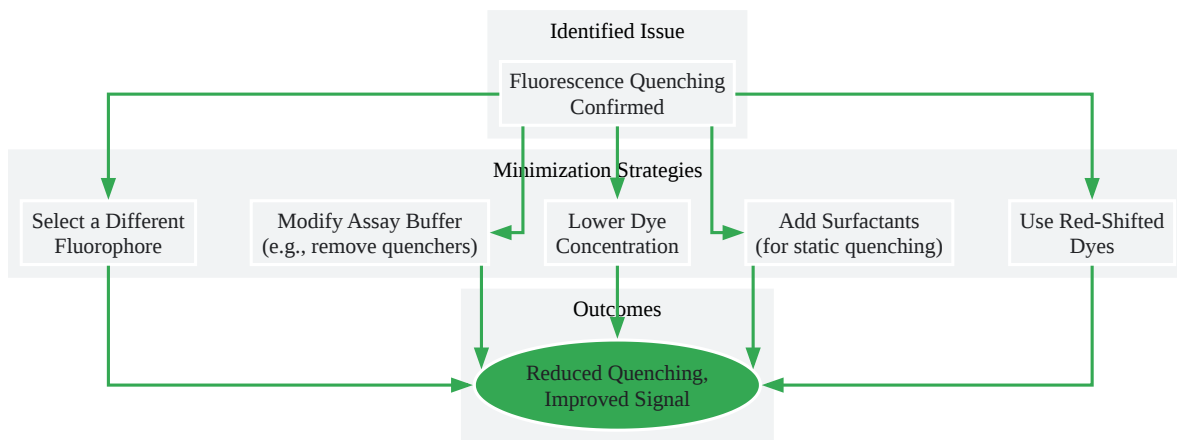 Identified Issue
Fluorescence Quenching
Confirmed
Minimization Strategies
Select a Different
Fluorophore
Modify Assay Buffer
(e.g., remove quenchers)
Lower Dye
Concentration
Add Surfactants
(for static quenching)
Use Red-Shifted
Dyes
Outcomes
Reduced Quenching,
Improved Signal